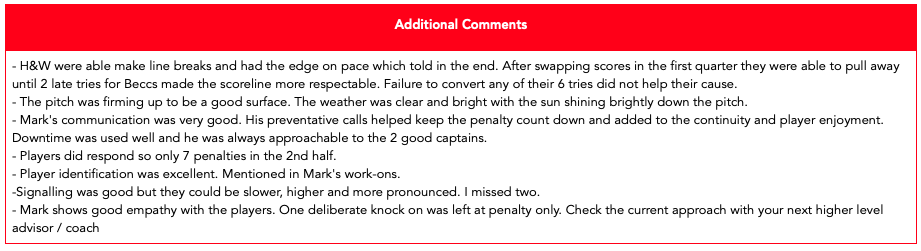 Additional Comments
- H&W were able make line breaks and had the edge on pace which told in the end. After swapping scores in the first quarter they were able to pull away
until 2 late tries for Beccs made the scoreline more respectable. Failure to convert any of their 6 tries did not help their cause.
- The pitch was firming up to be a good surface. The weather was clear and bright with the sun shining brightly down the pitch.
- Mark's communication was very good. His preventative calls helped keep the penalty count down and added to the continuity and player enjoyment.
Downtime was used well and he was always approachable to the 2 good captains.
- Players did respond so only 7 penalties in the 2nd half.
- Player identification was excellent. Mentioned in Mark's work-ons.
-Signalling was good but they could be slower, higher and more pronounced. I missed two.
- Mark shows good empathy with the players. One deliberate knock on was left at penalty only. Check the current approach with your next higher level
advisor / coach